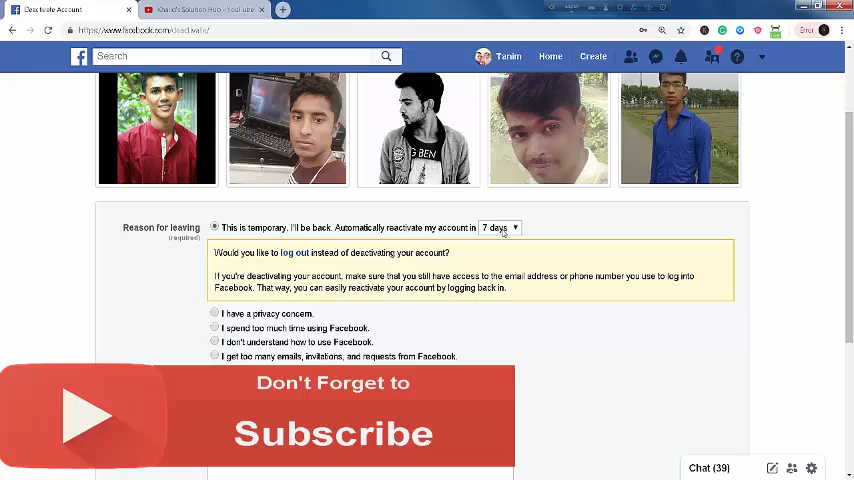 Deactivate Account
Khalid's Solution Hub - YouTube
https://www.facebook.com/deactivate/
Error
Search
Tanim
Home
Create
NG BEN
Reason for leaving
(required)
This is temporary. I'll be back. Automatically reactivate my account in 7 days
Would you like to log out instead of deactivating your account?
If you're deactivating your account, make sure that you still have access to the email address or phone number you use to log into
Facebook. That way, you can easily reactivate your account by logging back in.
I have a privacy concern.
I spend too much time using Facebook.
I don't understand how to use Facebook.
I get too many emails, invitations, and requests from Facebook.
Don't Forget to
Subscribe
Chat (39)